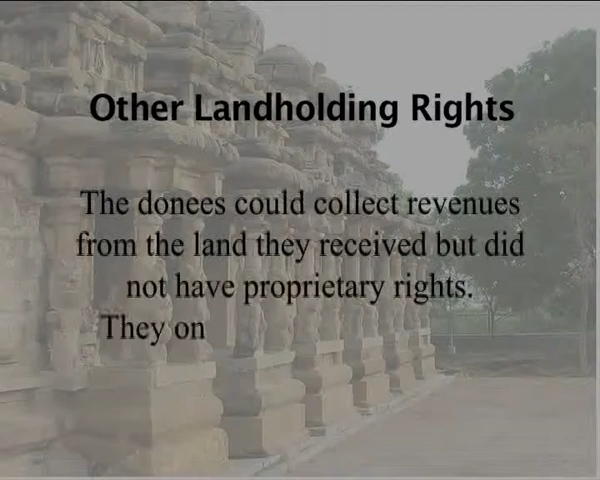 Other Landholding Rights
The donees could collect revenues
from the land they received but did
not have proprietary rights.
They on